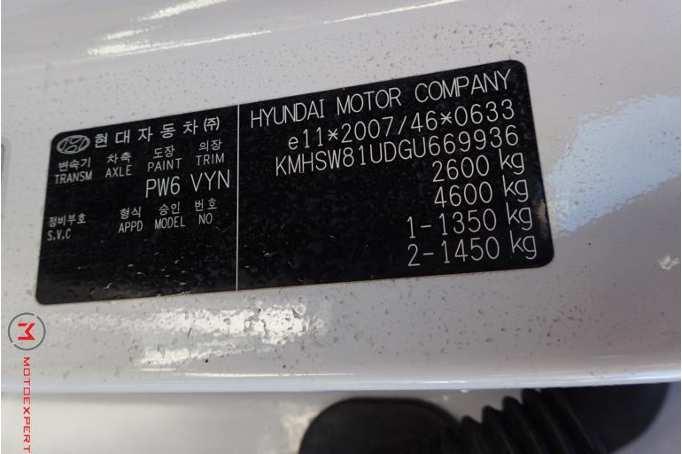 현대자동차(주)
변속기 차축 도장 의장
TRANSM AXLE PAINT TRIM
PW6 VYN
정비부호 형식 승인 번호
S.V.C APPD MODEL NO
HYUNDAI MOTOR COMPANY
e11*2007/46*0633
KMHSW81UDGU669936
2600 kg
4600 kg
1-1350 kg
2-1450 kg
MOTOEXPERT